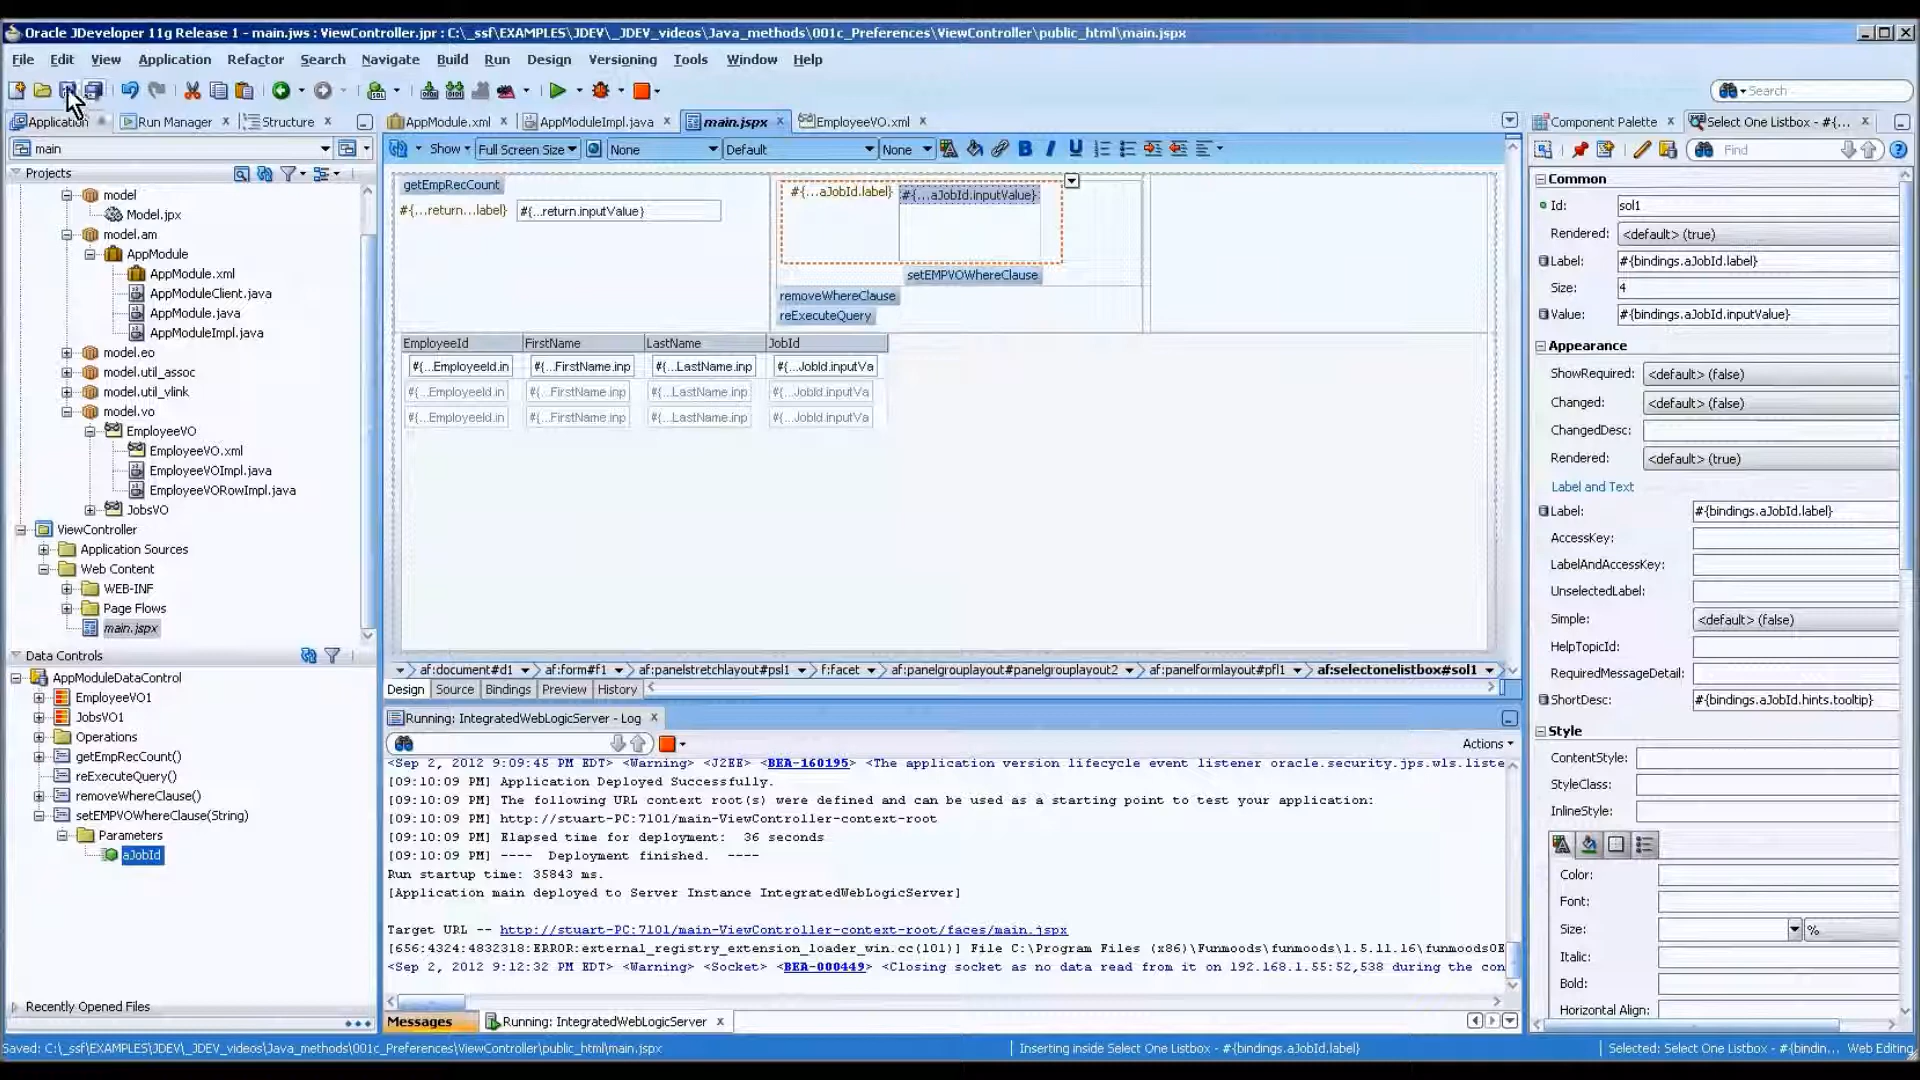 Oracle JDeveloper 11g Release 1 - main.jws : ViewController.jpr : C:\_ssf\EXAMPLES\JDEV\_JDEV_videos\Java_methods\001c_Preferences\ViewController\public_html\main.jspx
File Edit View Application Refactor Search Navigate Build Run Design Versioning Tools Window Help
Search
Application Run Manager Structure
AppModule.xml AppModuleImpl.java main.jspx EmployeeVO.xml
Component Palette Select One Listbox - #{...
main
Show Full Screen Size None Default None
Find
Projects
model
Model.jpx
model.am
AppModule
AppModule.xml
AppModuleClient.java
AppModule.java
AppModuleImpl.java
model.eo
model.util_assoc
model.util_vlink
model.vo
EmployeeVO
EmployeeVO.xml
EmployeeVOImpl.java
EmployeeVORowImpl.java
JobsVO
ViewController
Application Sources
Web Content
WEB-INF
Page Flows
main.jspx
Data Controls
AppModuleDataControl
EmployeeVO1
JobsVO1
Operations
getEmpRecCount()
reExecuteQuery()
removeWhereClause()
setEMPVOWhereClause(String)
Parameters
aJobId
Recently Opened Files
getEmpRecCount
#{...return...label} #{...return.inputValue}
#{...aJobId.label} #{...aJobId.inputValue}
setEMPVOWhereClause
removeWhereClause
reExecuteQuery
EmployeeId FirstName LastName JobId
#{...EmployeeId.in #{...FirstName.inp #{...LastName.inp #{...JobId.inputVa
#{...EmployeeId.in #{...FirstName.inp #{...LastName.inp #{...JobId.inputVa
#{...EmployeeId.in #{...FirstName.inp #{...LastName.inp #{...JobId.inputVa
af:document#d1 af:form#f1 af:panelstretchlayout#psl1 f:facet af:panelgrouplayout#panelgrouplayout2 af:panelformlayout#pfl1 af:selectonelistbox#sol1
Design Source Bindings Preview History
Running: IntegratedWebLogicServer - Log
Actions
<Sep 2, 2012 9:09:45 PM EDT> <Warning> <J2EE> <BEA-160195> <The application version lifecycle event listener oracle.security.jps.wls.liste
[09:10:09 PM] Application Deployed Successfully.
[09:10:09 PM] The following URL context root(s) were defined and can be used as a starting point to test your application:
[09:10:09 PM] http://stuart-PC:7101/main-ViewController-context-root
[09:10:09 PM] Elapsed time for deployment:  36 seconds
[09:10:09 PM] ----  Deployment finished.  ----
Run startup time: 35843 ms.
[Application main deployed to Server Instance IntegratedWebLogicServer]
Target URL -- http://stuart-PC:7101/main-ViewController-context-root/faces/main.jspx
[656:4324:4832318:ERROR:external_registry_extension_loader_win.cc(101)] File C:\Program Files (x86)\Funmoods\funmoods\1.5.11.16\funmoodsOE
<Sep 2, 2012 9:12:32 PM EDT> <Warning> <Socket> <BEA-000449> <Closing socket as no data read from it on 192.168.1.55:52,538 during the con
Messages Running: IntegratedWebLogicServer
Common
Id: sol1
Rendered: <default> (true)
Label: #{bindings.aJobId.label}
Size: 4
Value: #{bindings.aJobId.inputValue}
Appearance
ShowRequired: <default> (false)
Changed: <default> (false)
ChangedDesc:
Rendered: <default> (true)
Label and Text
Label: #{bindings.aJobId.label}
AccessKey:
LabelAndAccessKey:
UnselectedLabel:
Simple: <default> (false)
HelpTopicId:
RequiredMessageDetail:
ShortDesc: #{bindings.aJobId.hints.tooltip}
Style
ContentStyle:
StyleClass:
InlineStyle:
Color:
Font:
Size: %
Italic:
Bold:
Horizontal Align:
Saved: C:\_ssf\EXAMPLES\JDEV\_JDEV_videos\Java_methods\001c_Preferences\ViewController\public_html\main.jspx
Inserting inside Select One Listbox - #{bindings.aJobId.label}
Selected: Select One Listbox - #{bindin... Web Editing